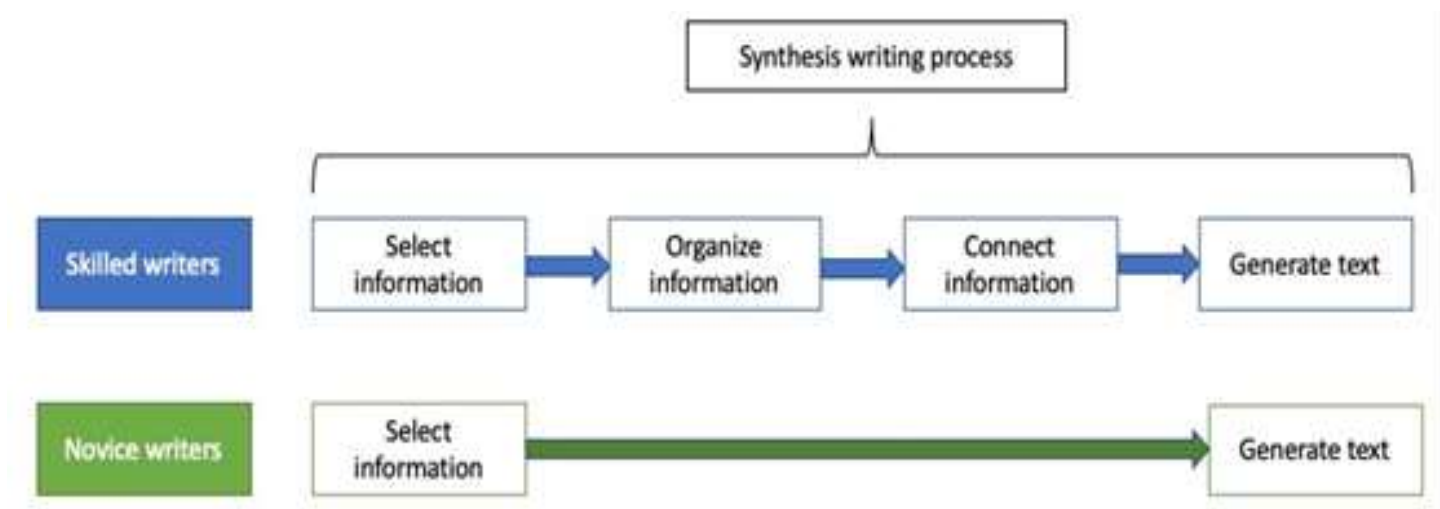 Synthesis writing process
Skilled writers
Select
information
Organize
information
Connect
information
Generate text
Novice writers
Select
information
Generate text